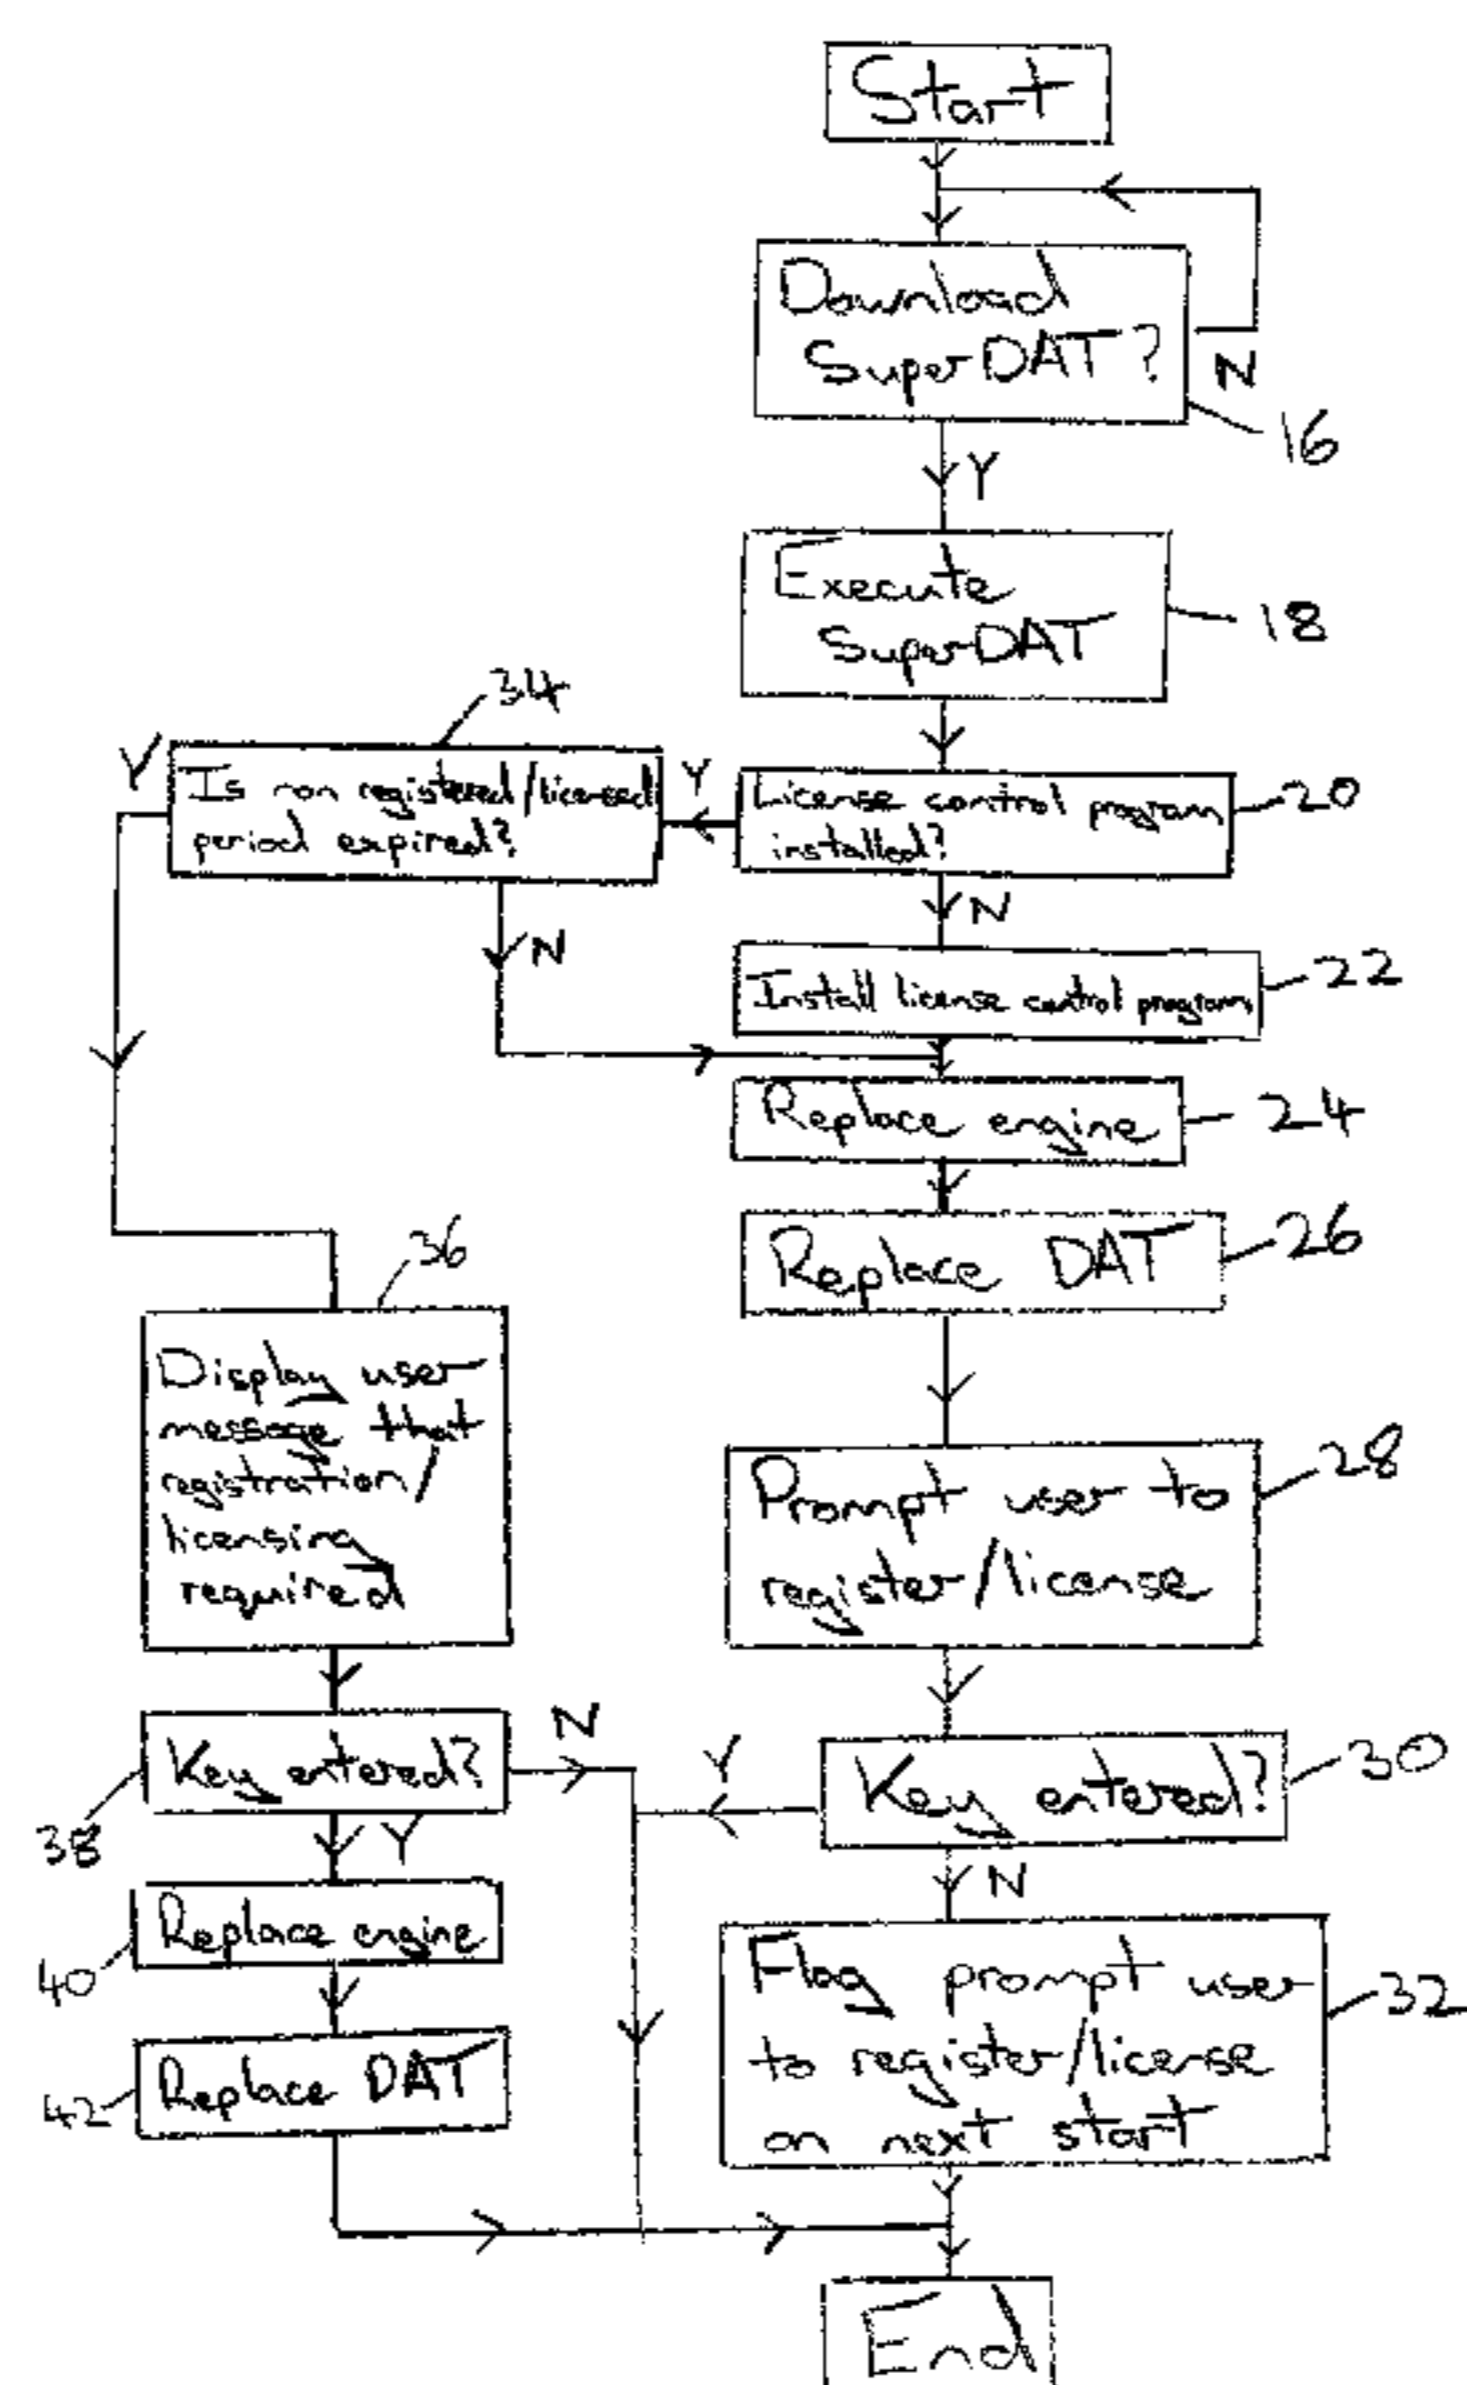 Start
Download
SuperDAT?
N
16
Y
Execute
SuperDAT
18
34
Y
Is non registered/licensed
period expired?
Y
License control program
installed?
20
N
N
Install license control program
22
Replace engine
24
Replace DAT
26
36
Display user
message that
registration/
licensing
required
Prompt user to
register/license
28
Key entered?
N
38
Y
Y
Key entered?
30
N
Replace engine
40
Flag prompt user
to register/license
on next start
32
Replace DAT
42
End